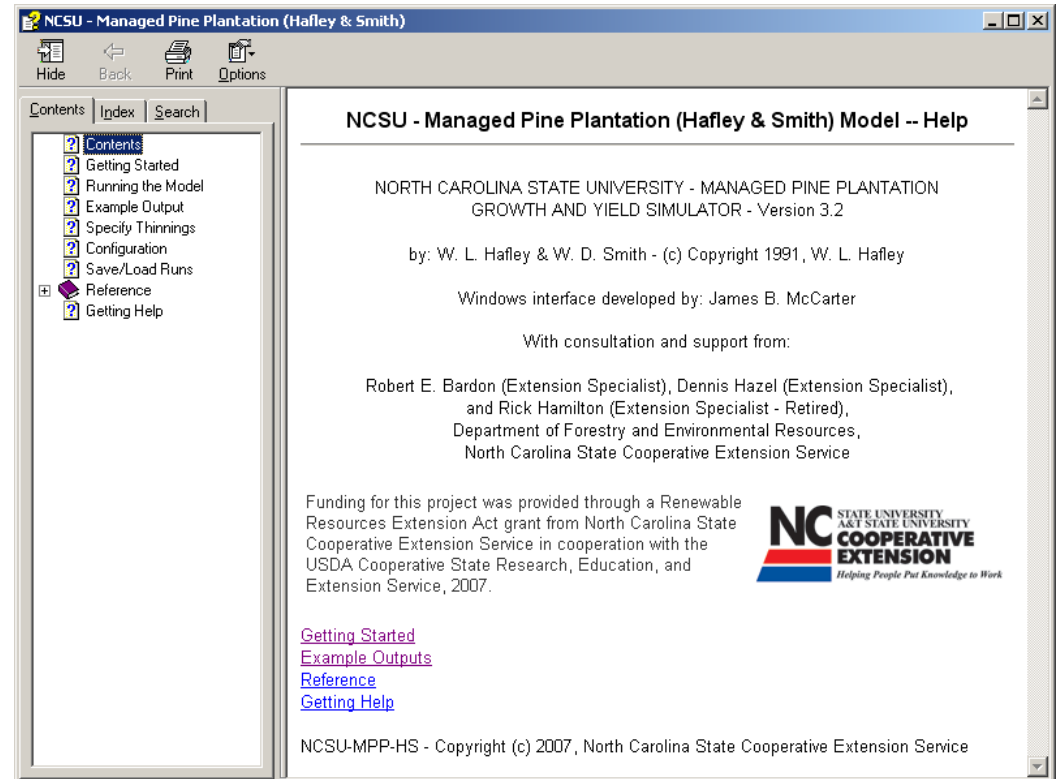 NCSU - Managed Pine Plantation (Hafley & Smith)
Hide Back Print Options
Contents Index Search
Contents
Getting Started
Running the Model
Example Output
Specify Thinnings
Configuration
Save/Load Runs
Reference
Getting Help
NCSU - Managed Pine Plantation (Hafley & Smith) Model -- Help
NORTH CAROLINA STATE UNIVERSITY - MANAGED PINE PLANTATION
GROWTH AND YIELD SIMULATOR - Version 3.2
by: W. L. Hafley & W. D. Smith - (c) Copyright 1991, W. L. Hafley
Windows interface developed by: James B. McCarter
With consultation and support from:
Robert E. Bardon (Extension Specialist), Dennis Hazel (Extension Specialist),
and Rick Hamilton (Extension Specialist - Retired),
Department of Forestry and Environmental Resources,
North Carolina State Cooperative Extension Service
Funding for this project was provided through a Renewable
Resources Extension Act grant from North Carolina State
Cooperative Extension Service in cooperation with the
USDA Cooperative State Research, Education, and
Extension Service, 2007.
NC STATE UNIVERSITY
A&T STATE UNIVERSITY
COOPERATIVE
EXTENSION
Helping People Put Knowledge to Work
Getting Started
Example Outputs
Reference
Getting Help
NCSU-MPP-HS - Copyright (c) 2007, North Carolina State Cooperative Extension Service